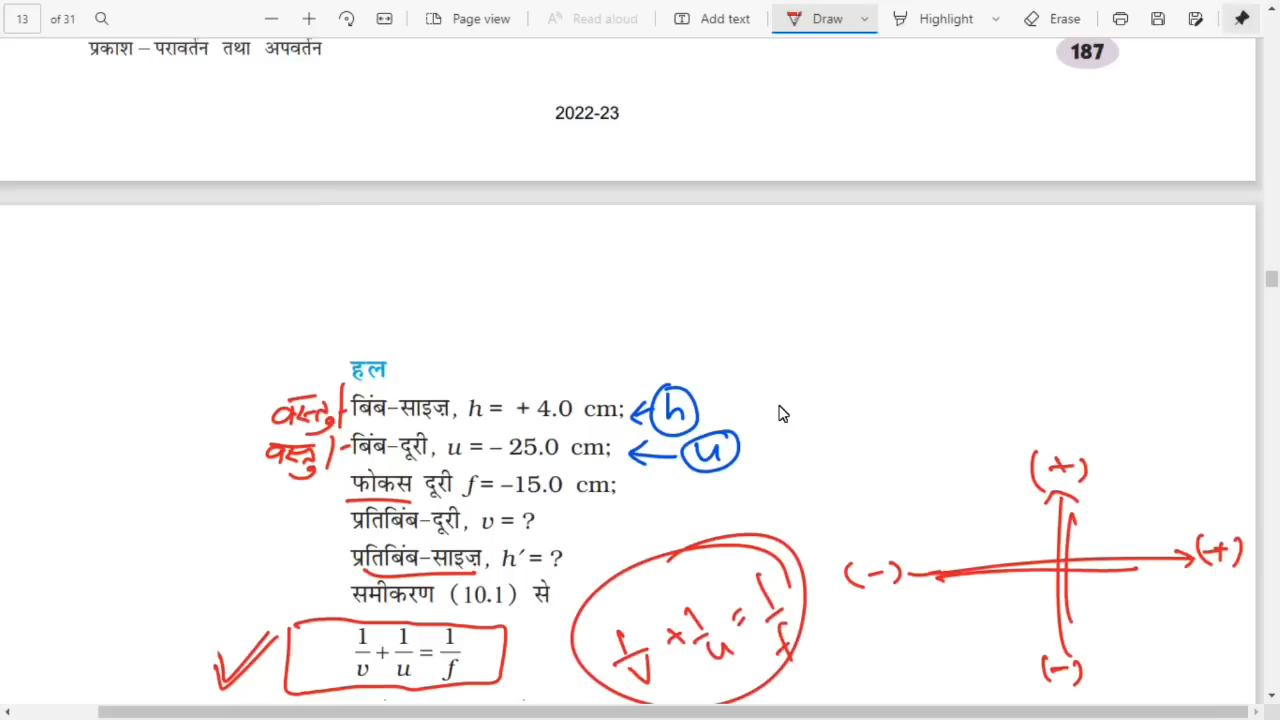 13 of 31 Page view Read aloud Add text Draw Highlight Erase
प्रकाश – परावर्तन तथा अपवर्तन 187
2022-23
हल
वस्तु बिंब-साइज़, h = + 4.0 cm; h
वस्तु बिंब-दूरी, u = – 25.0 cm; u
फोकस दूरी f = –15.0 cm;
प्रतिबिंब-दूरी, v = ?
प्रतिबिंब-साइज़, h′ = ?
समीकरण (10.1) से
1/v + 1/u = 1/f
1/v + 1/u = 1/f
(+)
(-) (+)
(-)